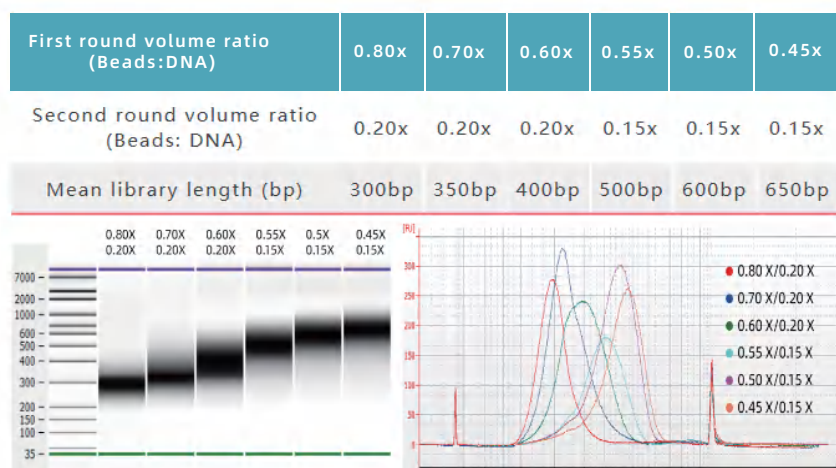 First round volume ratio
(Beads:DNA)
0.80x 0.70x 0.60x 0.55x 0.50x 0.45x
Second round volume ratio
(Beads: DNA)
0.20x 0.20x 0.20x 0.15x 0.15x 0.15x
Mean library length (bp) 300bp 350bp 400bp 500bp 600bp 650bp
0.80X 0.70X 0.60X 0.55X 0.5X 0.45X
0.20X 0.20X 0.20X 0.15X 0.15X 0.15X
7000
2000
1000
600
500
400
300
200
150
100
35
300
250
200
150
100
50
0
0.80 X/0.20 X
0.70 X/0.20 X
0.60 X/0.20 X
0.55 X/0.15 X
0.50 X/0.15 X
0.45 X/0.15 X